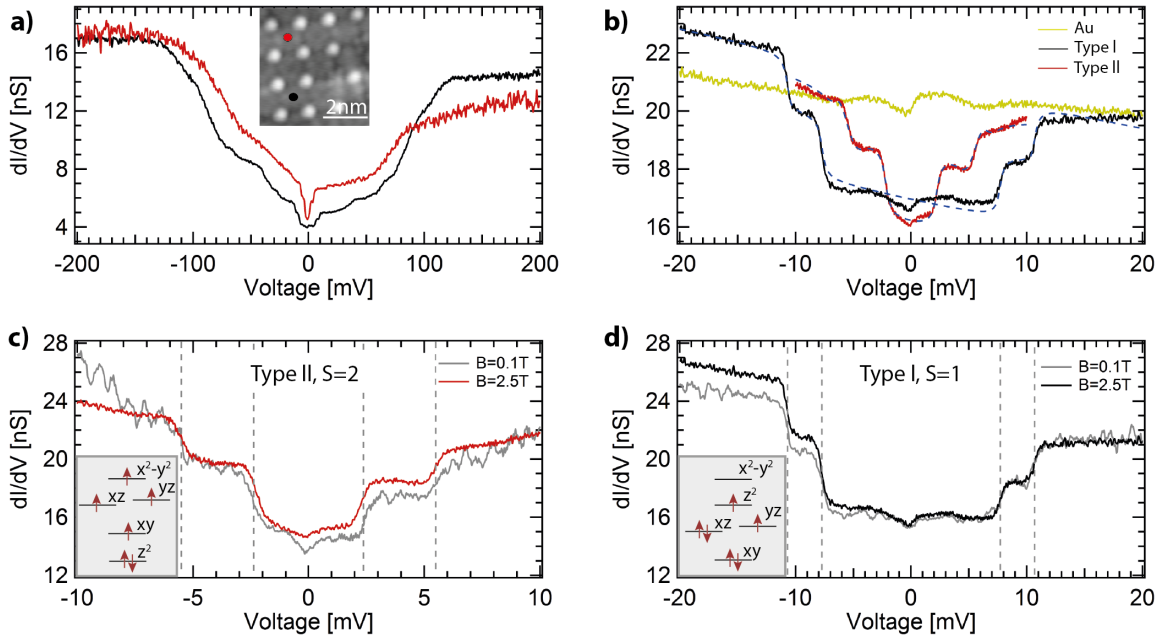 a)
dI/dV [nS]
16
12
8
4
-200
-100
0
100
200
Voltage [mV]
2nm
b)
dI/dV [nS]
22
20
18
16
-20
-10
0
10
20
Voltage [mV]
Au
Type I
Type II
c)
dI/dV [nS]
28
24
20
16
12
-10
-5
0
5
10
Voltage [mV]
Type II, S=2
B=0.1T
B=2.5T
x²-y²
xz
yz
xy
z²
d)
dI/dV [nS]
28
24
20
16
12
-20
-10
0
10
20
Voltage [mV]
Type I, S=1
B=0.1T
B=2.5T
x²-y²
z²
xz
yz
xy